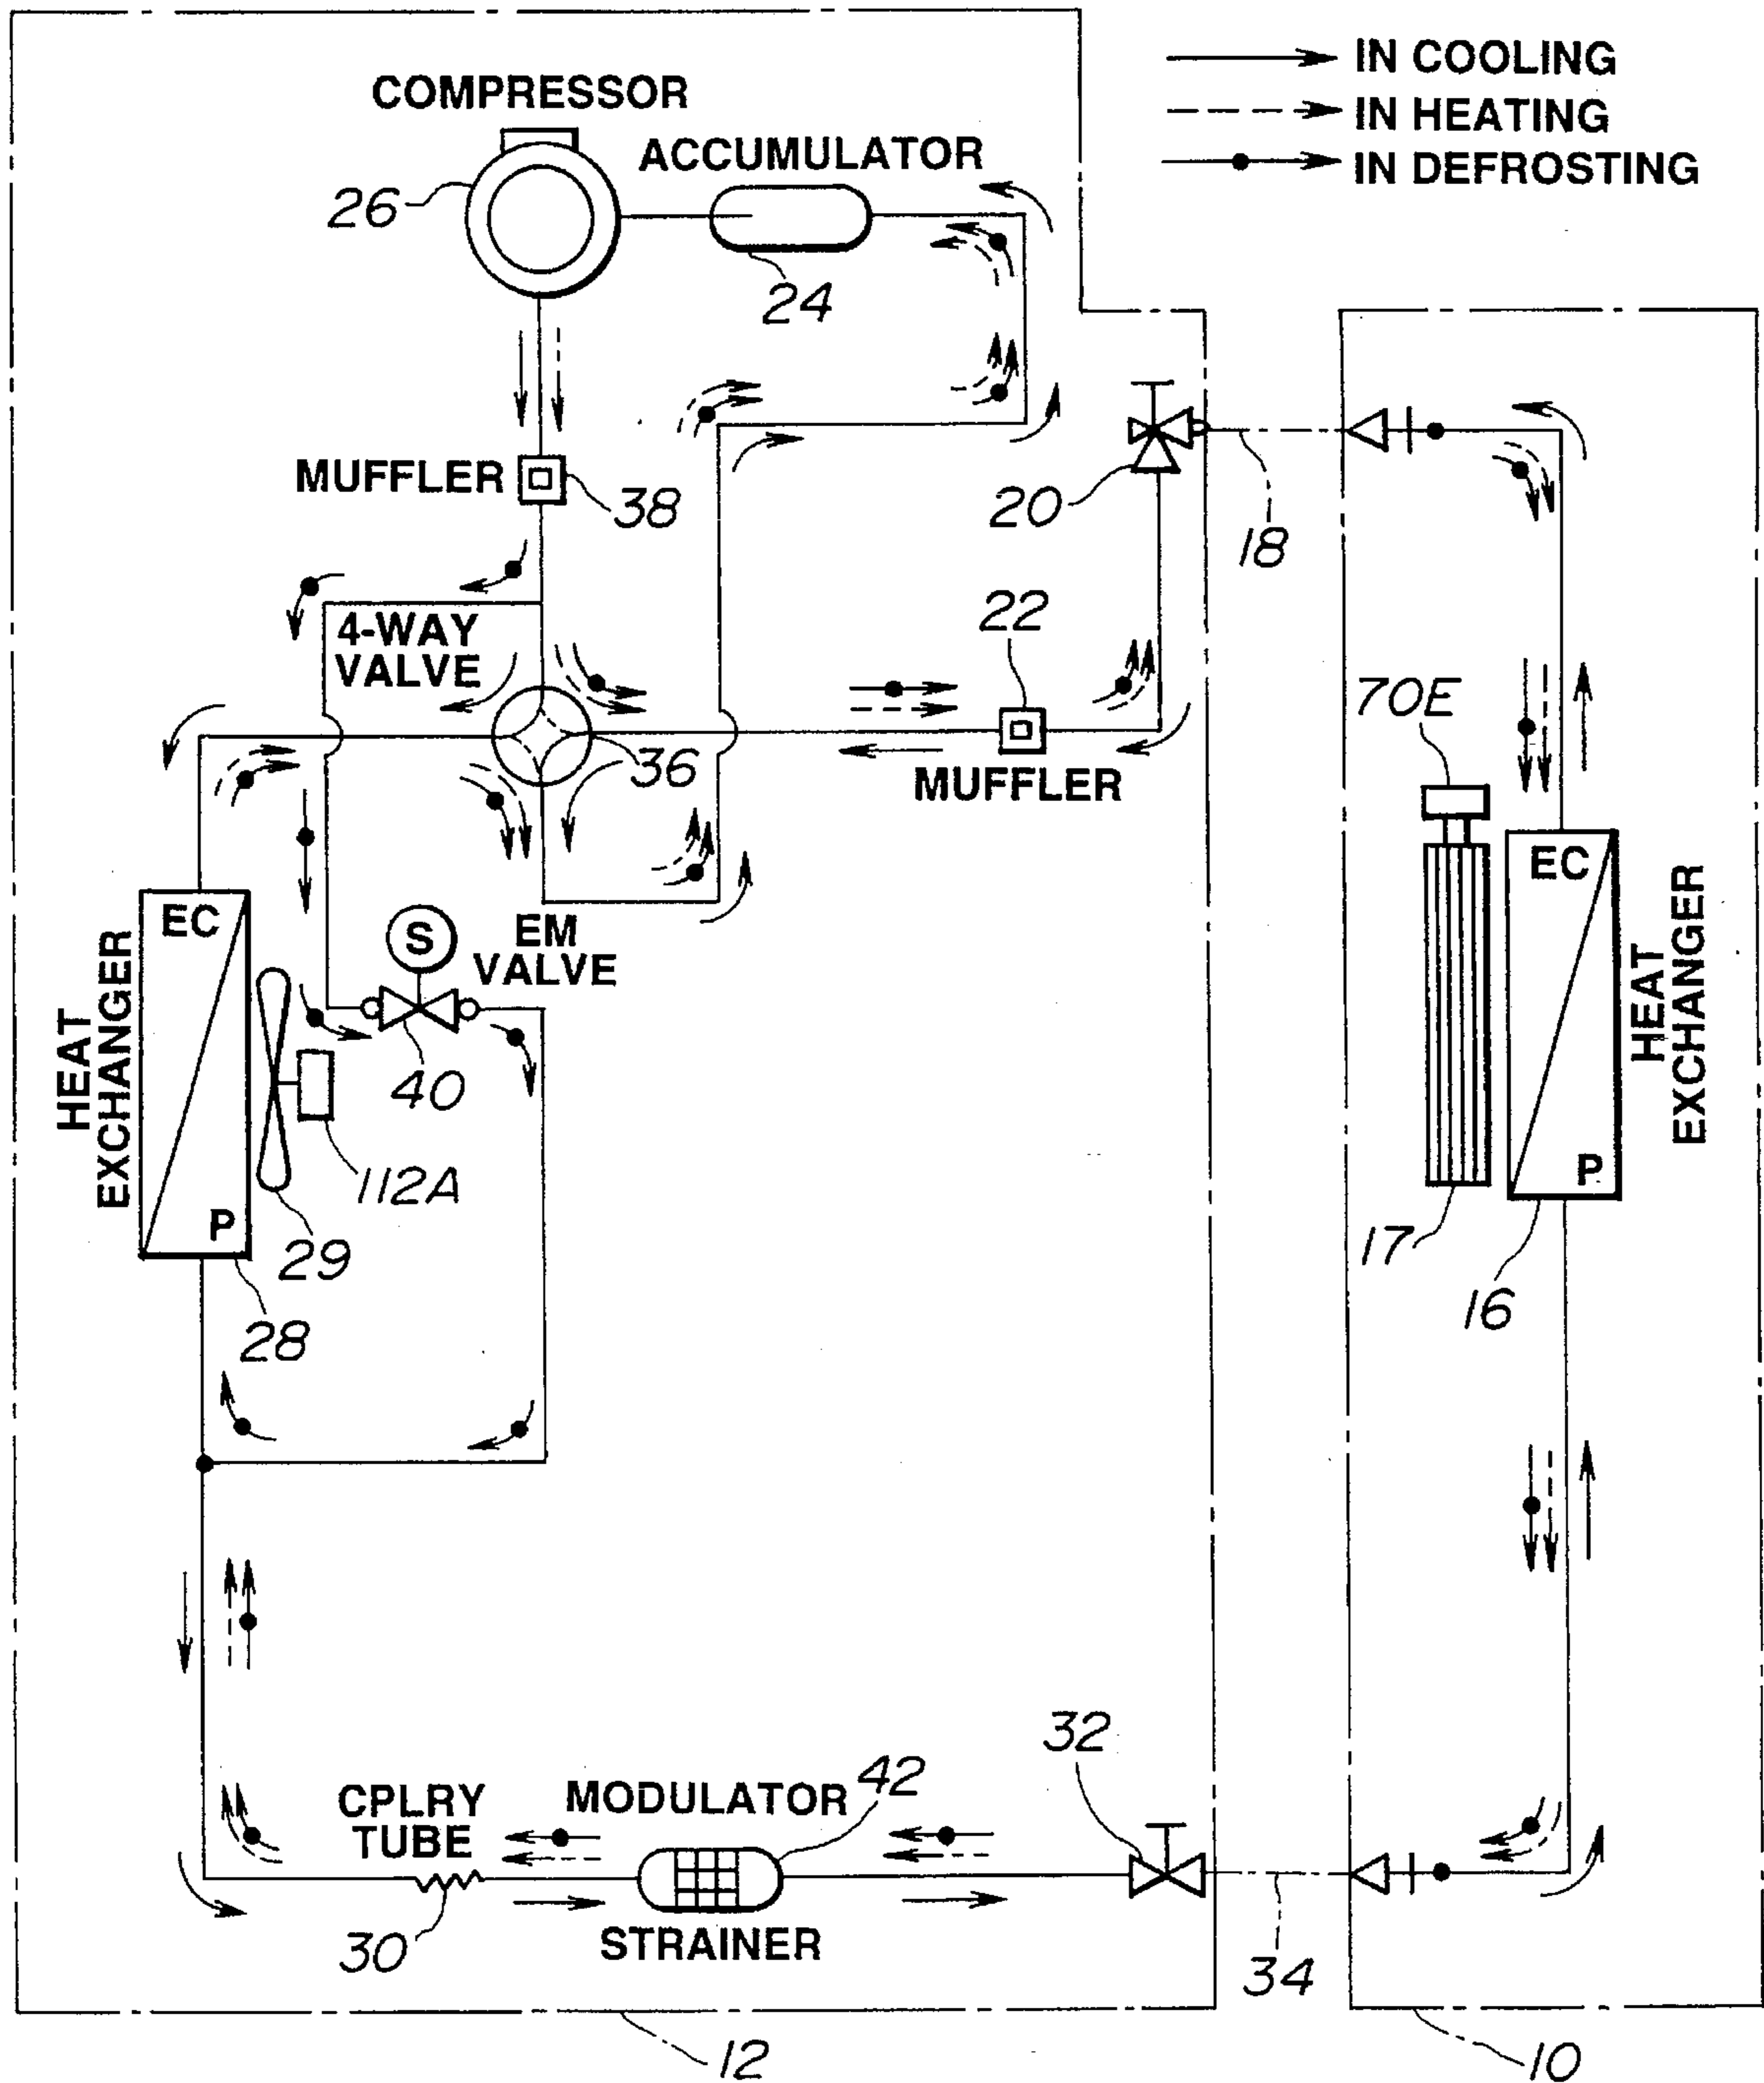 IN COOLING
IN HEATING
IN DEFROSTING
COMPRESSOR
ACCUMULATOR
26
24
MUFFLER
38
20
18
4-WAY
VALVE
22
36
MUFFLER
70E
EC
EC
S
EM
VALVE
HEAT
EXCHANGER
HEAT
EXCHANGER
40
112A
P
P
29
17
28
16
32
CPLRY
TUBE
MODULATOR
42
30
STRAINER
34
12
10